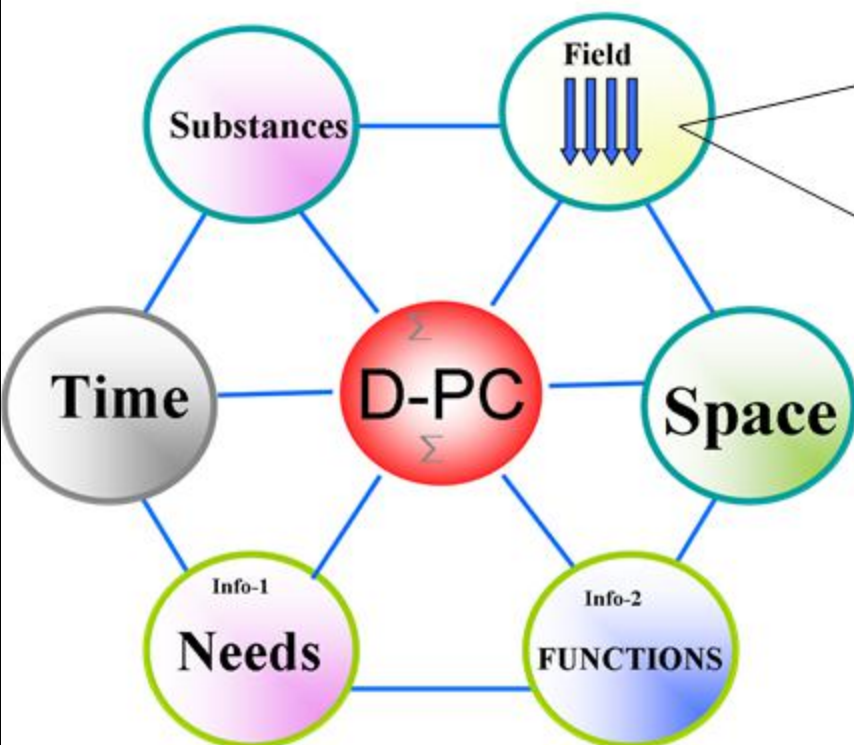 Field
Substances
Σ
D-PC
Σ
Time
Space
Info-1
Needs
Info-2
FUNCTIONS